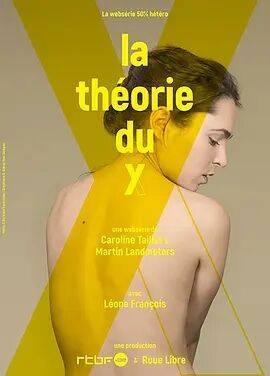 La websérie 50% hétéro
la
théorie
du
y
une websérie de
Caroline Taillet &
Martin Landmeters
avec
Léone François
une production
rtbf
& Roue Libre